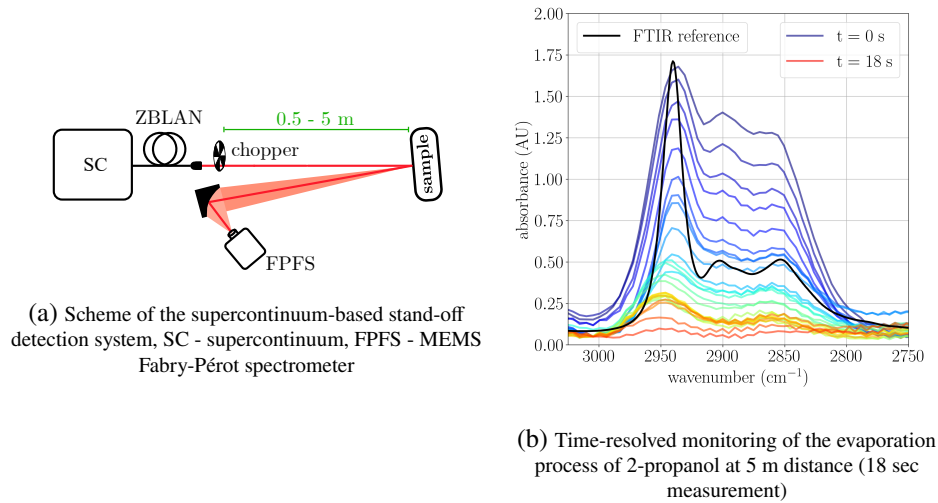 ZBLAN
0.5 - 5 m
chopper
SC
sample
FPFS
(a) Scheme of the supercontinuum-based stand-off
detection system, SC - supercontinuum, FPFS - MEMS
Fabry-Pérot spectrometer
2.00
1.75
1.50
1.25
1.00
0.75
0.50
0.25
0.00
absorbance (AU)
FTIR reference
t = 0 s
t = 18 s
3000 2950 2900 2850 2800 2750
wavenumber (cm⁻¹)
(b) Time-resolved monitoring of the evaporation
process of 2-propanol at 5 m distance (18 sec
measurement)